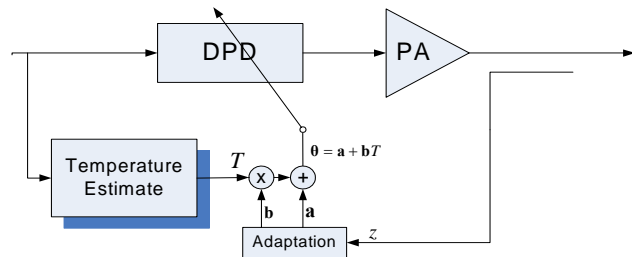 DPD
PA
θ = a + bT
Temperature
Estimate
T
x
+
b
a
Adaptation
z